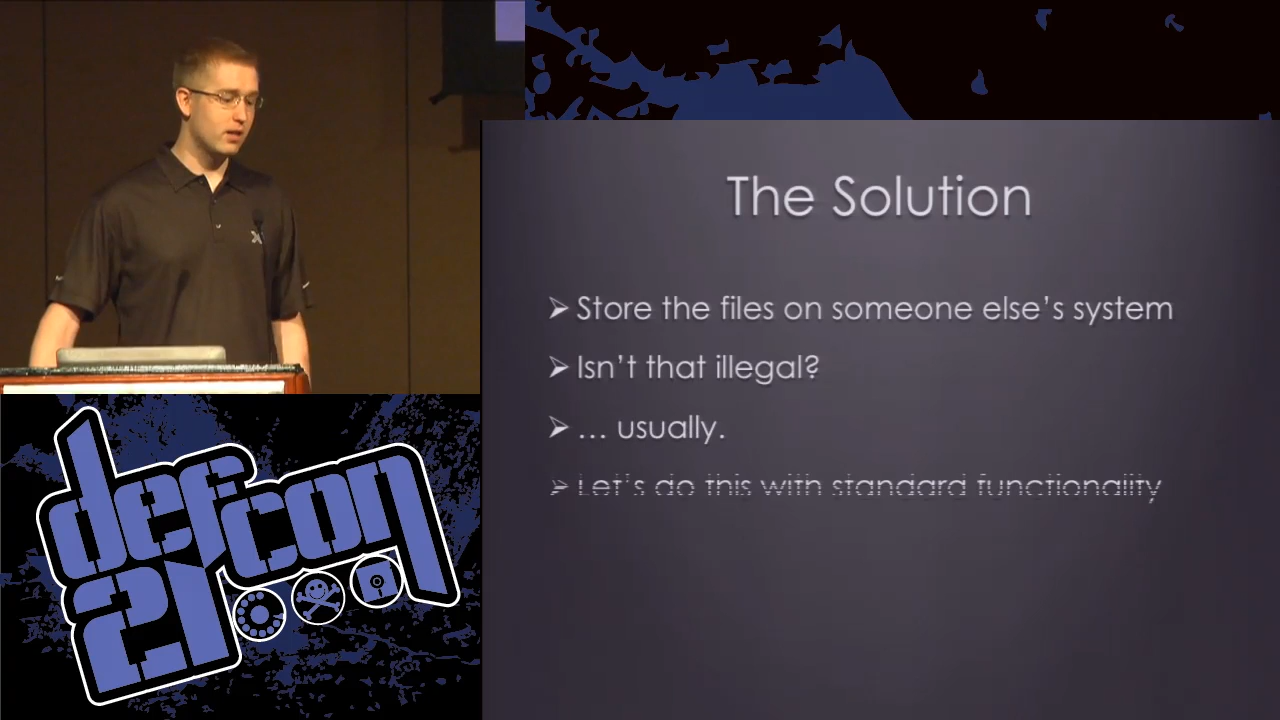 The Solution
Store the files on someone else's system
Isn't that illegal?
… usually.
Let's do this with standard functionality
defcon
21